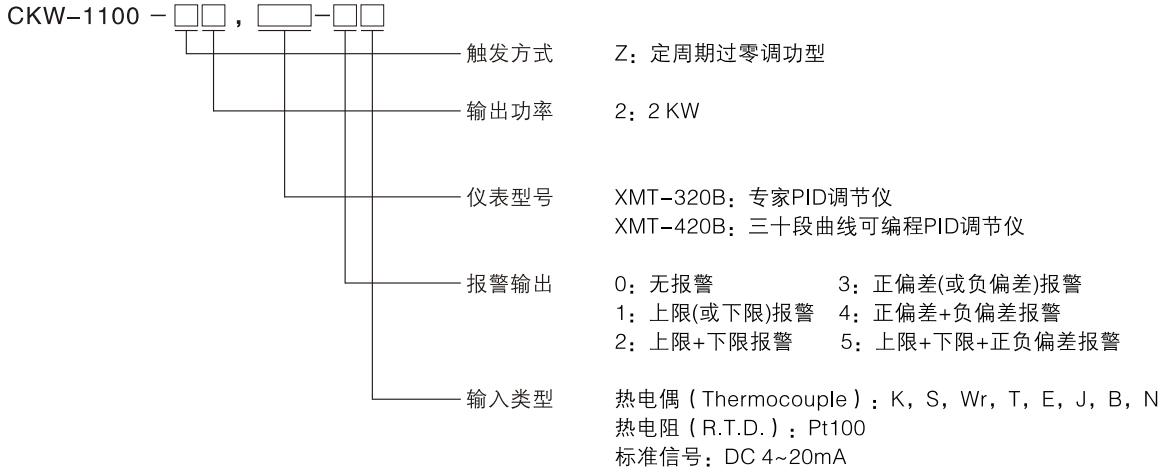 CKW-1100 - □□, □-□□
触发方式 Z：定周期过零调功型
输出功率 2：2 KW
仪表型号 XMT-320B：专家PID调节仪
XMT-420B：三十段曲线可编程PID调节仪
报警输出 0：无报警 3：正偏差(或负偏差)报警
1：上限(或下限)报警 4：正偏差+负偏差报警
2：上限+下限报警 5：上限+下限+正负偏差报警
输入类型 热电偶（Thermocouple）：K，S，Wr，T，E，J，B，N
热电阻（R.T.D.）：Pt100
标准信号：DC 4~20mA